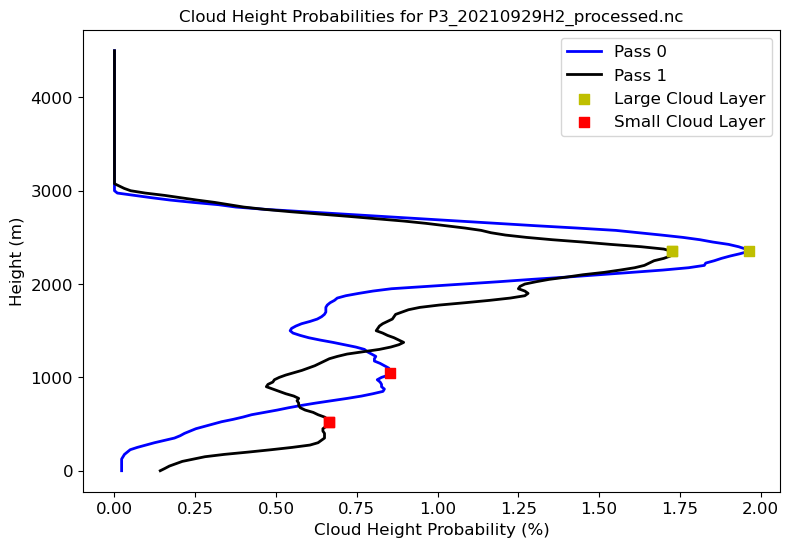 Cloud Height Probabilities for P3_20210929H2_processed.nc
Pass 0
Pass 1
Large Cloud Layer
Small Cloud Layer
4000
3000
2000
1000
0
Height (m)
0.00 0.25 0.50 0.75 1.00 1.25 1.50 1.75 2.00
Cloud Height Probability (%)